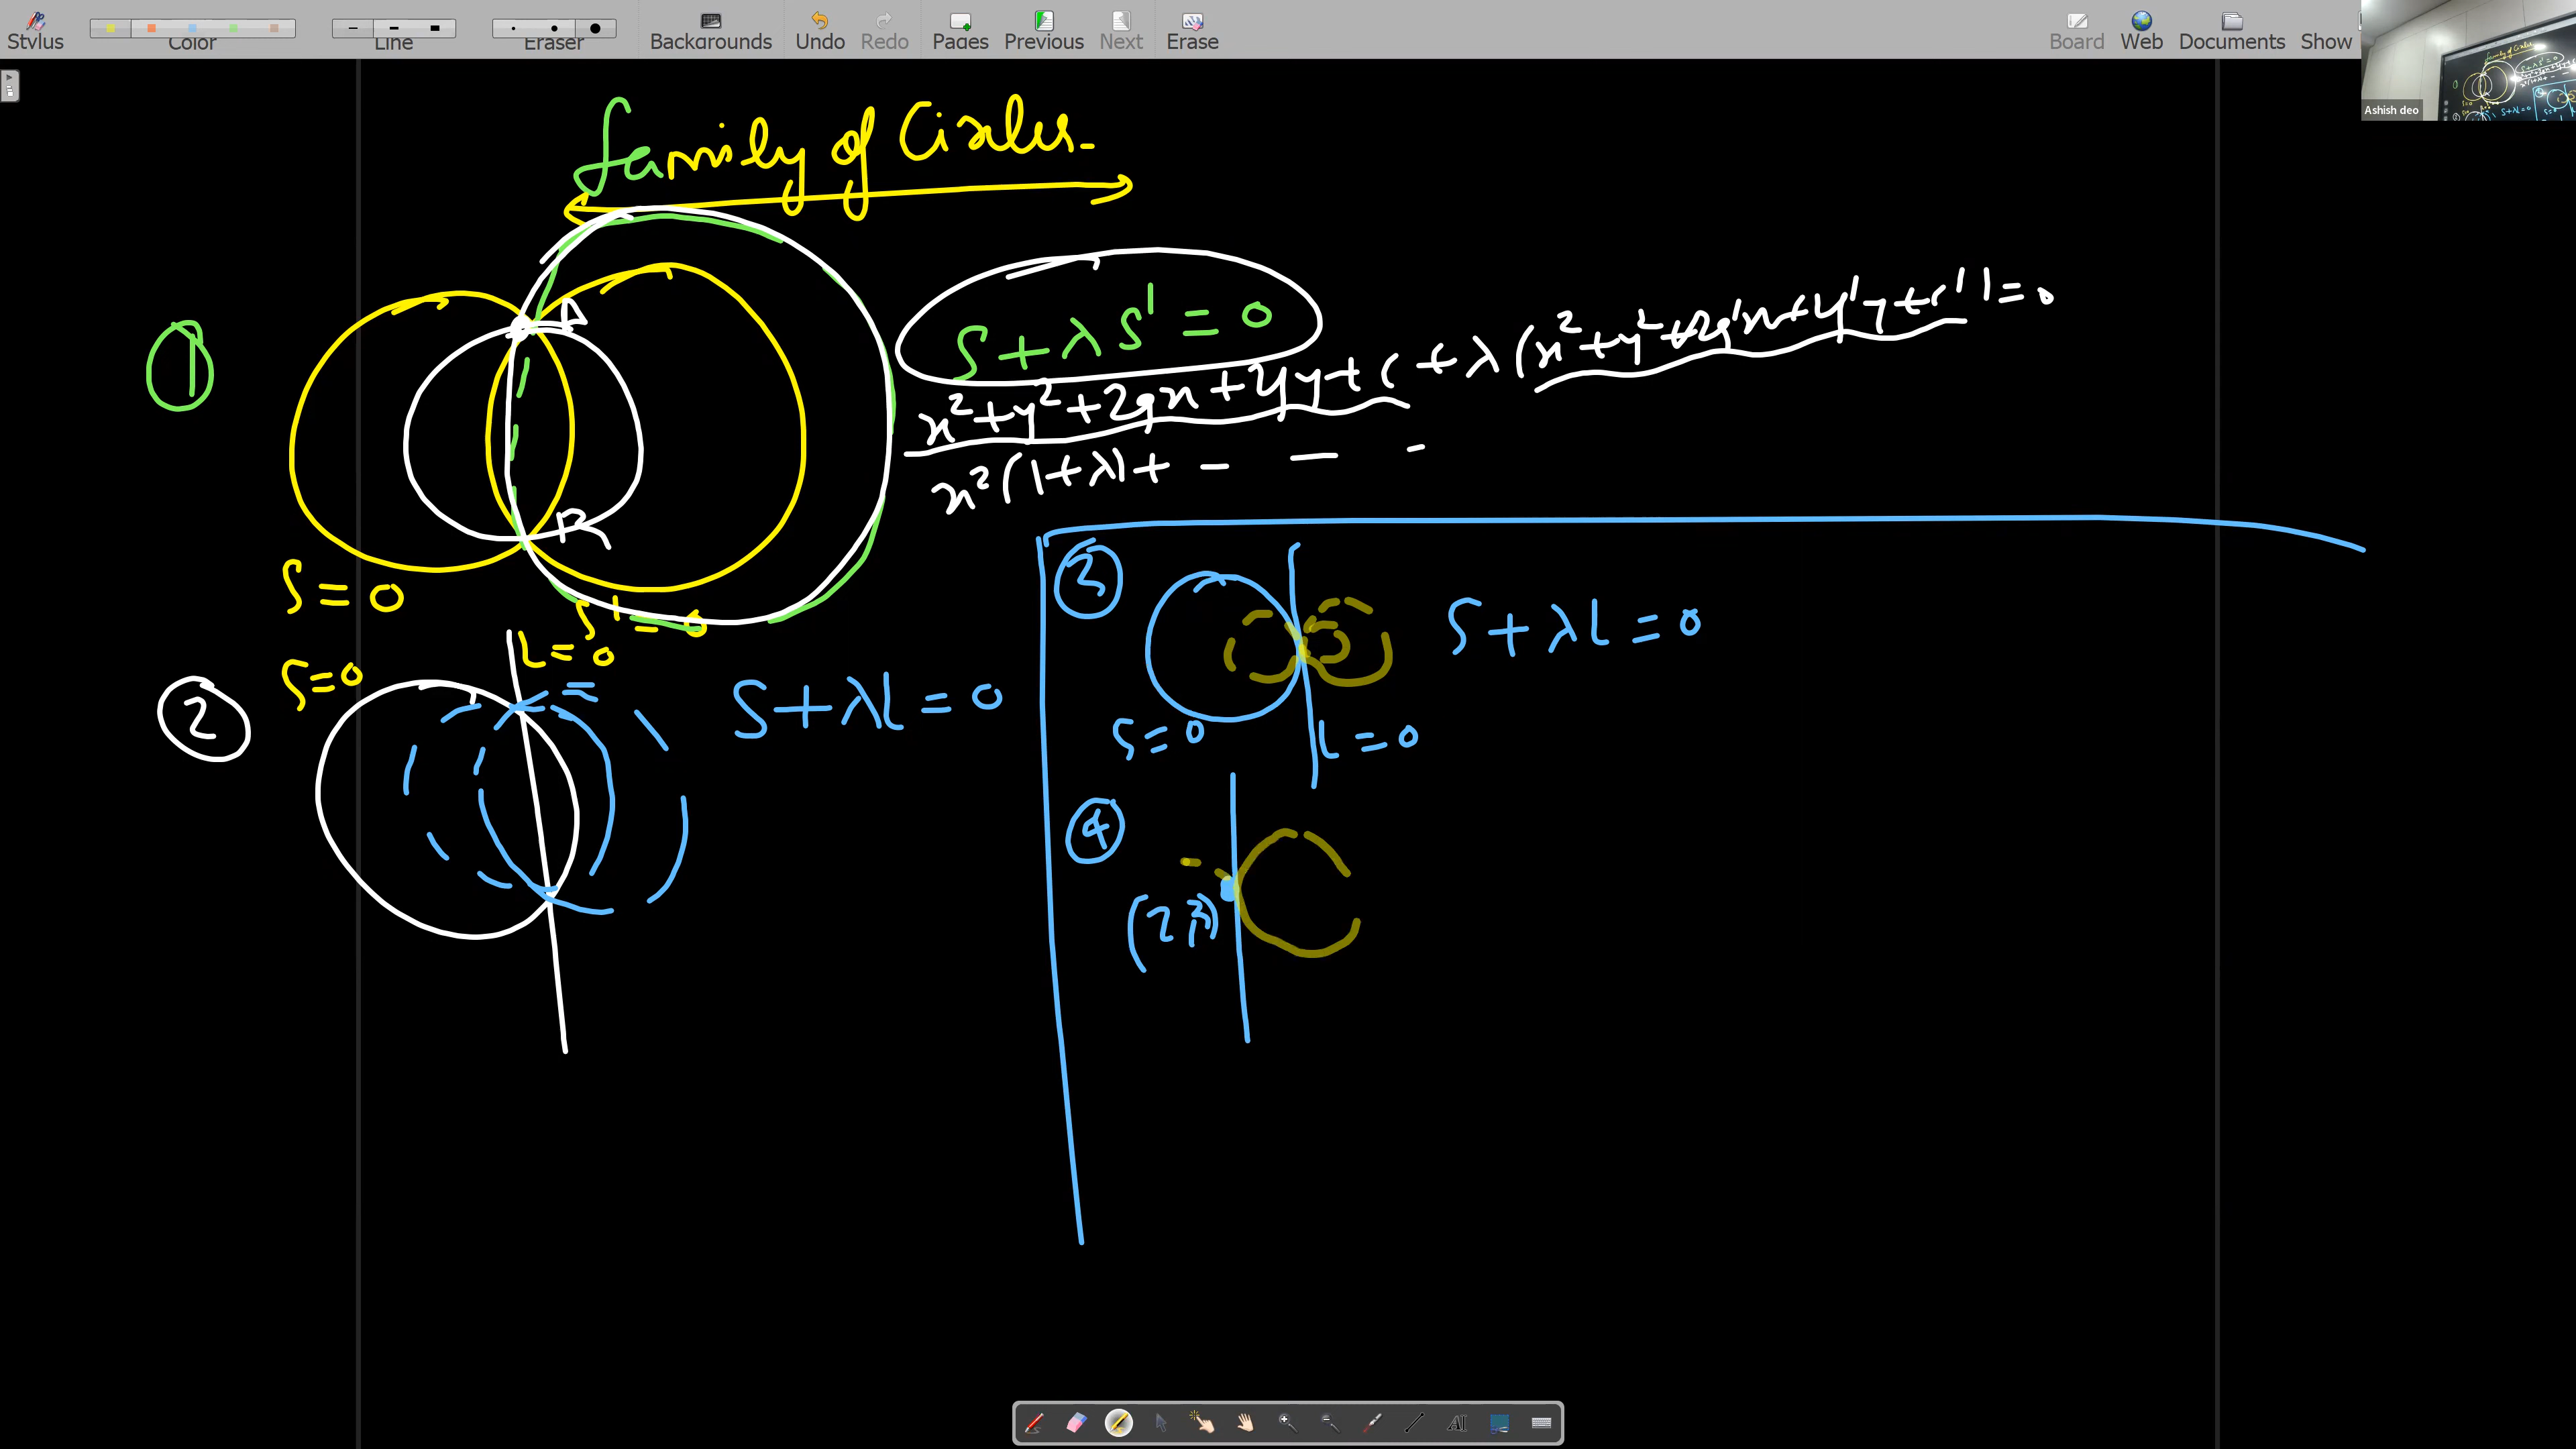 Stylus Color Line Eraser Backgrounds Undo Redo Pages Previous Next Erase Board Web Documents Show
Ashish deo
family of Circles
①
A
B
S = 0
S' = 0
S + λS' = 0
x² + y² + 2gx + 2fy + c + λ(x² + y² + 2g'x + 2f'y + c') = 0
x²(1+λ) + - - -
②
S = 0
L = 0
S + λL = 0
③
S = 0
L = 0
S + λL = 0
④
(2,3)